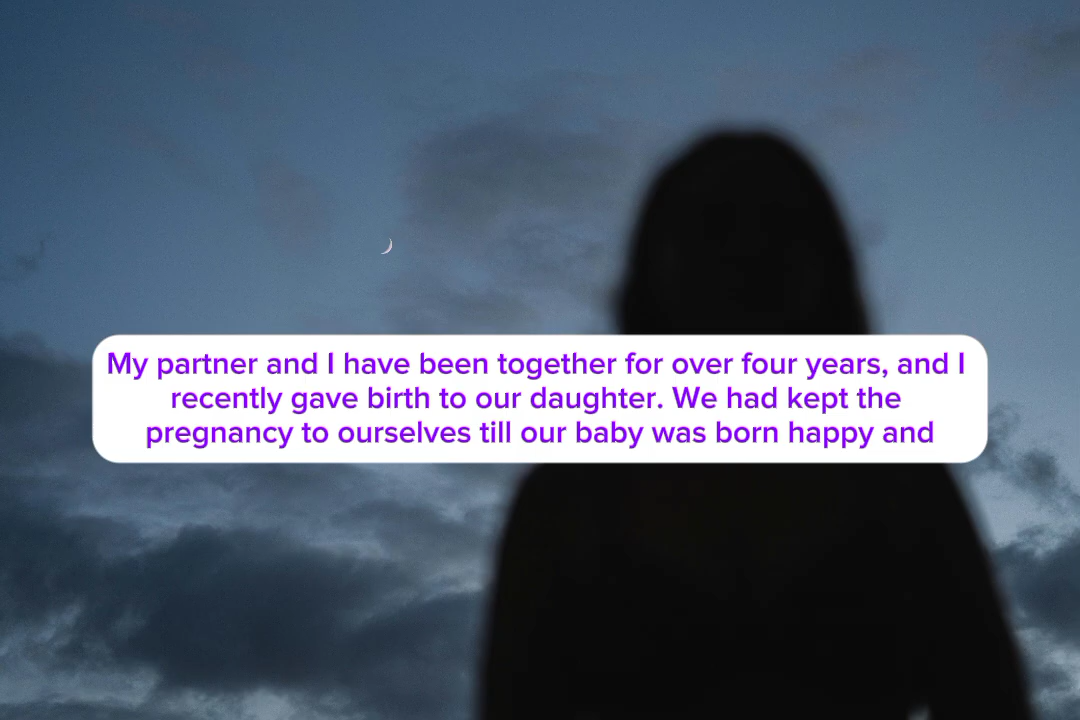 My partner and I have been together for over four years, and I
recently gave birth to our daughter. We had kept the
pregnancy to ourselves till our baby was born happy and